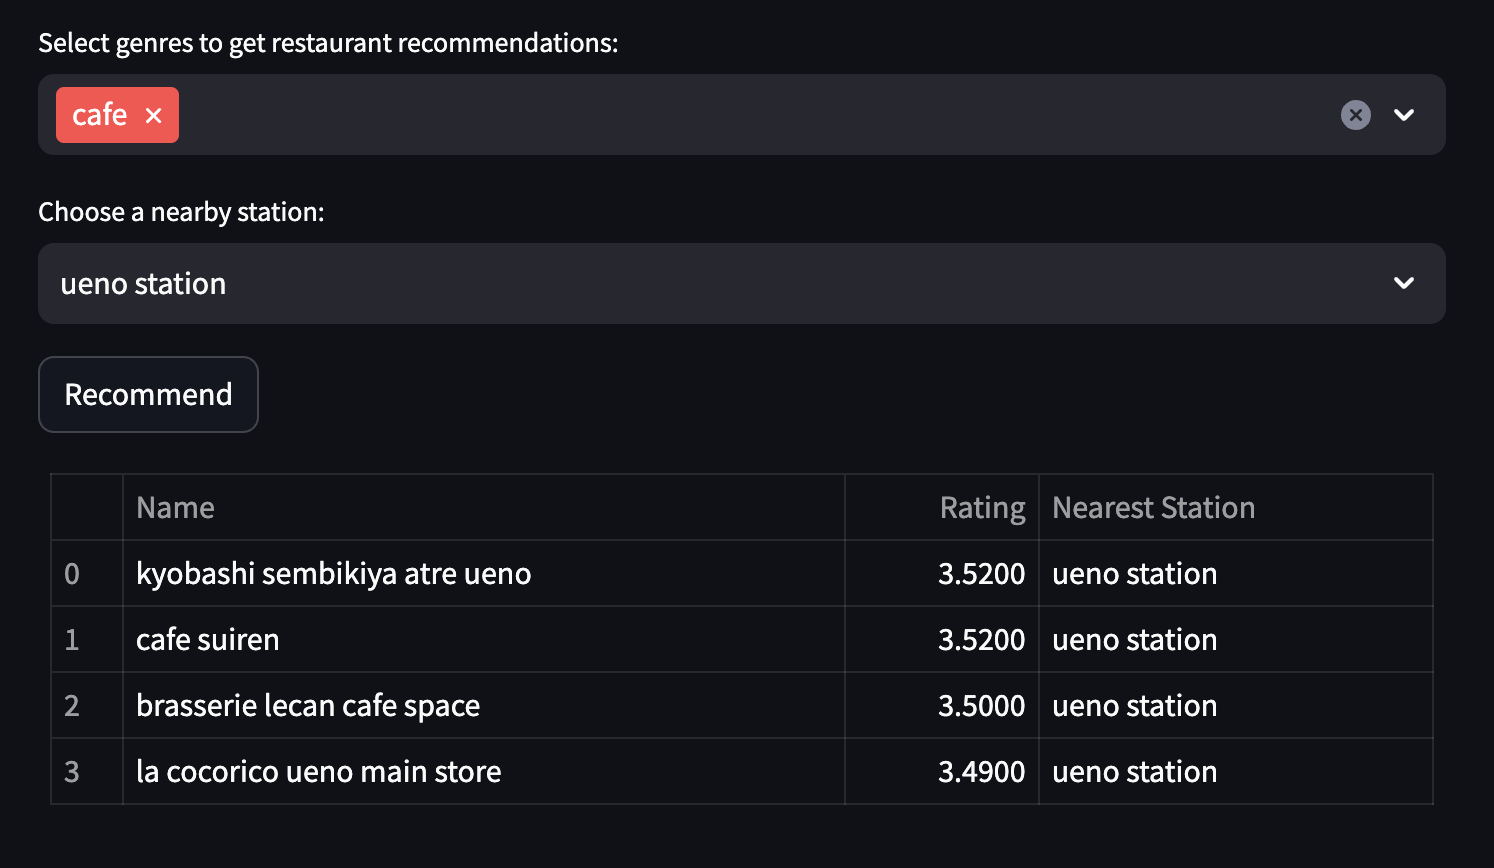 Select genres to get restaurant recommendations:
cafe
Choose a nearby station:
ueno station
Recommend
Name Rating Nearest Station
0 kyobashi sembikiya atre ueno 3.5200 ueno station
1 cafe suiren 3.5200 ueno station
2 brasserie lecan cafe space 3.5000 ueno station
3 la cocorico ueno main store 3.4900 ueno station